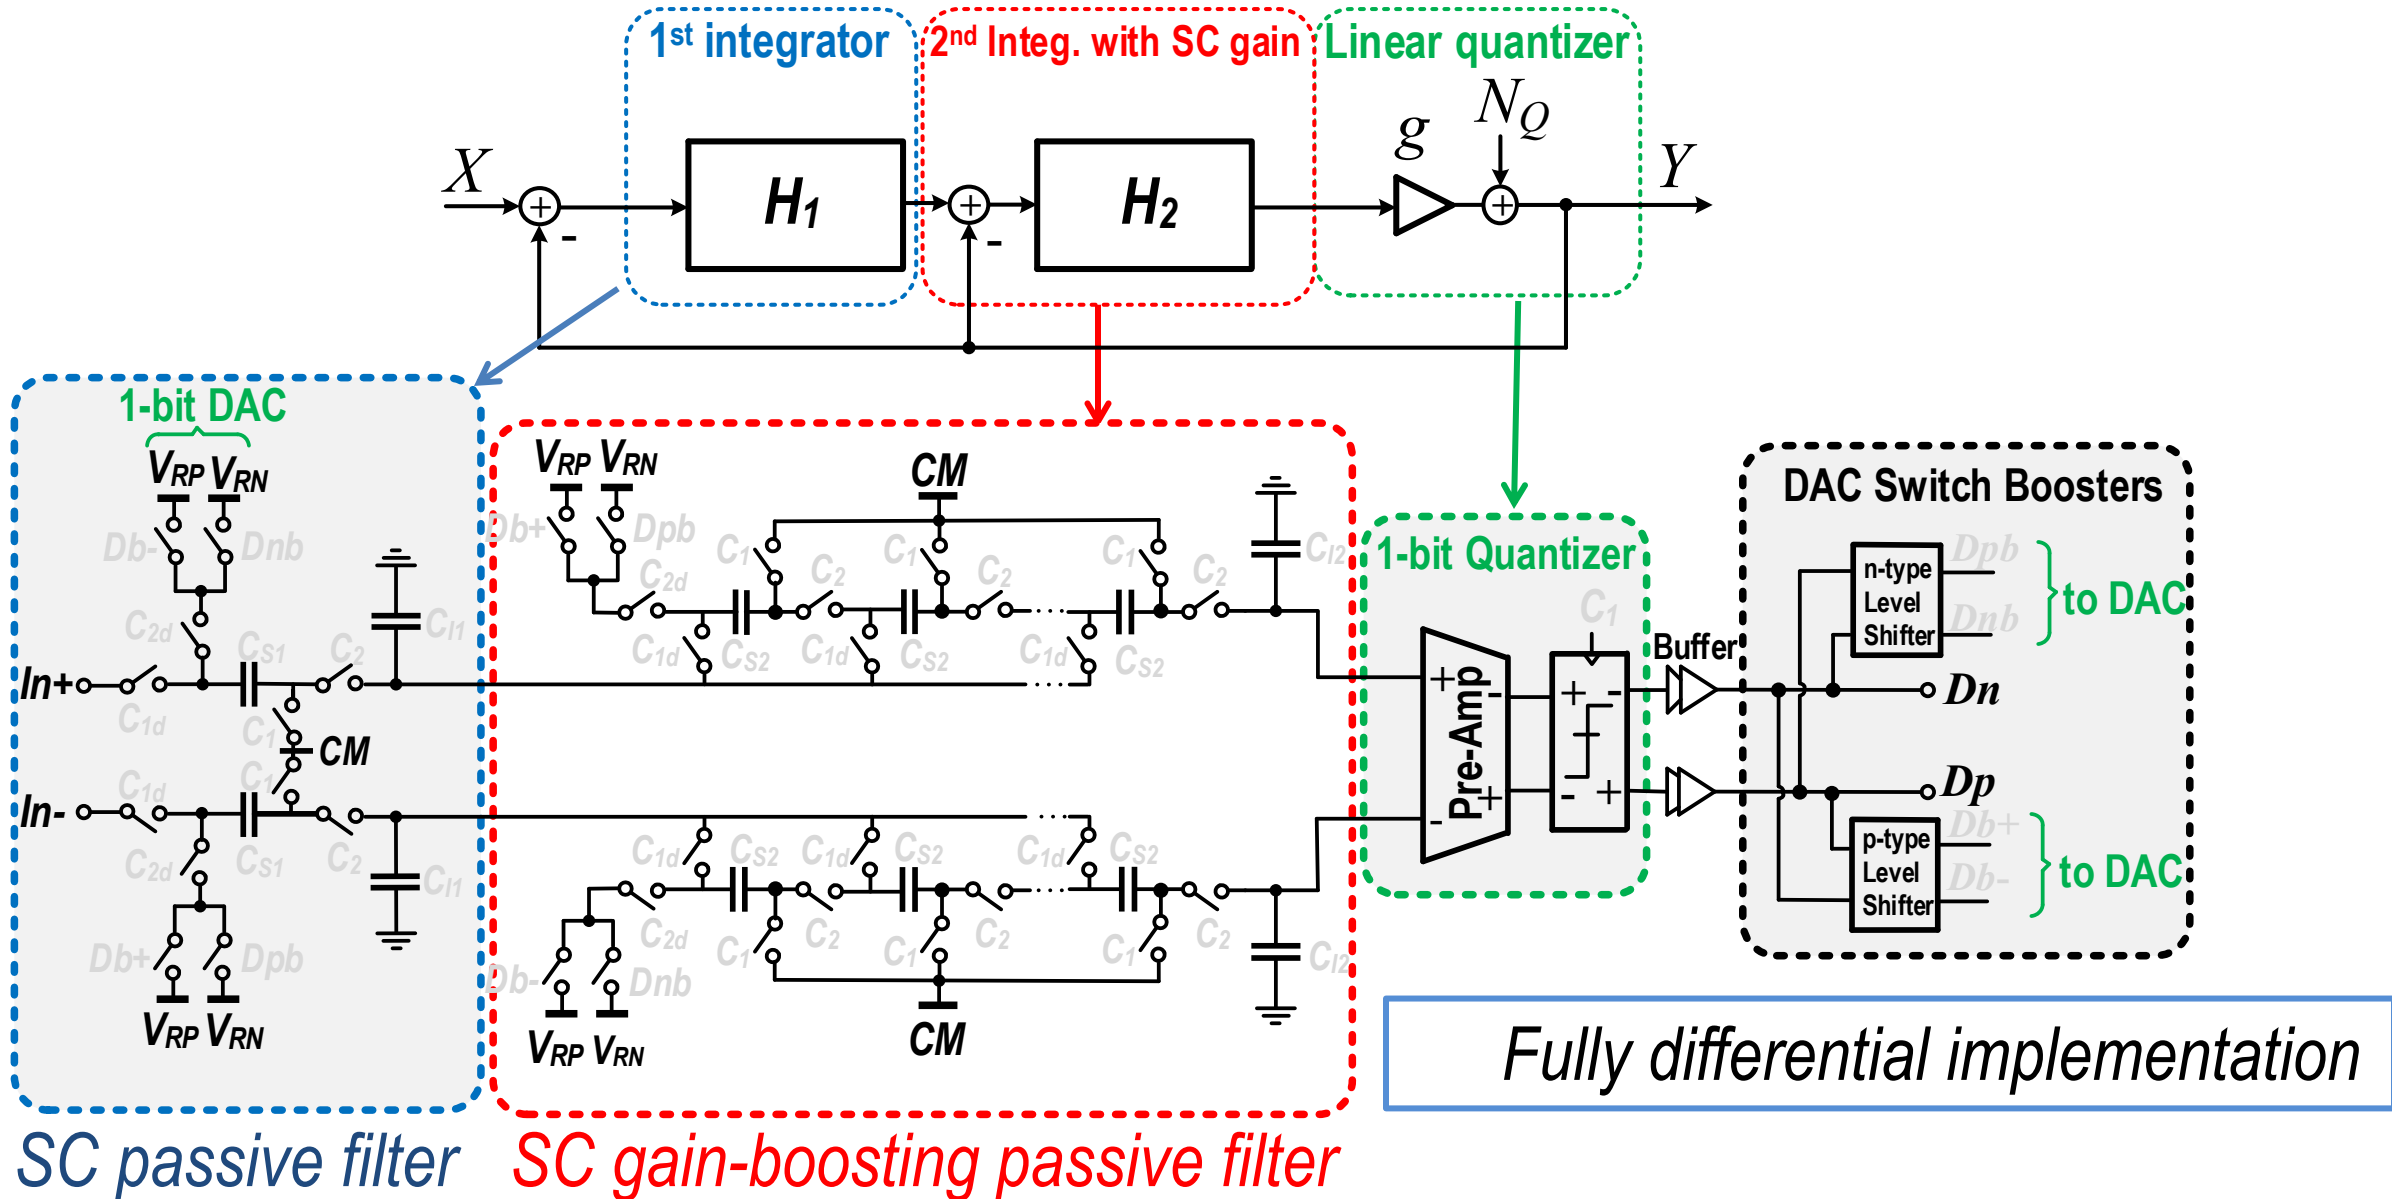 1st integrator
2nd Integ. with SC gain
Linear quantizer
X
+
-
H1
+
-
H2
g
NQ
+
Y
1-bit DAC
VRP VRN
Db- Dnb
C2d
CS1
C2
CI1
In+
C1d
C1
CM
C1d
C1
In-
C2d
CS1
C2
CI1
Db+ Dpb
VRP VRN
SC passive filter
VRP VRN
Db+ Dpb
CM
C2d
C1
C2
C1
C2
C1
C2
CI2
C1d
CS2
C1d
CS2
C1d
CS2
C1d
CS2
C1d
CS2
C1d
CS2
C2d
C1
C2
C1
C2
C1
C2
CI2
Db- Dnb
VRP VRN
CM
SC gain-boosting passive filter
1-bit Quantizer
C1
Pre-Amp
+ -
- +
+ -
- +
Buffer
DAC Switch Boosters
n-type
Level
Shifter
Dpb
Dnb
to DAC
Dn
Dp
p-type
Level
Shifter
Db+
Db-
to DAC
Fully differential implementation